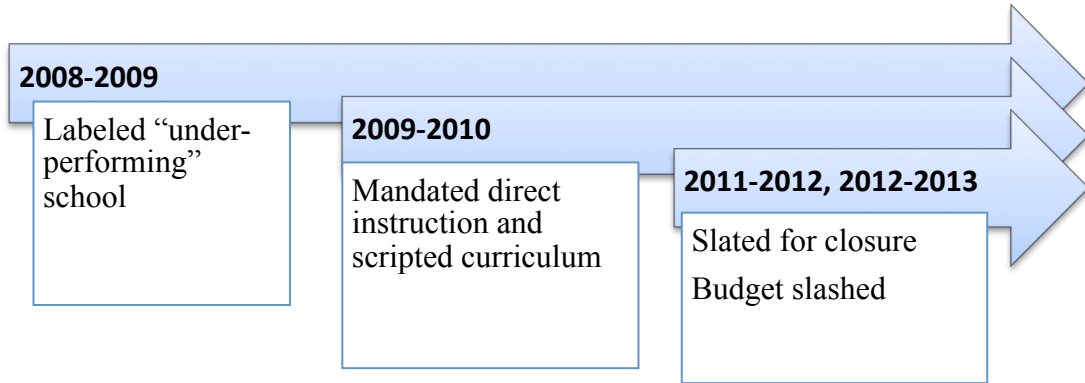 2008-2009
Labeled “under-
performing”
school
2009-2010
Mandated direct
instruction and
scripted curriculum
2011-2012, 2012-2013
Slated for closure
Budget slashed